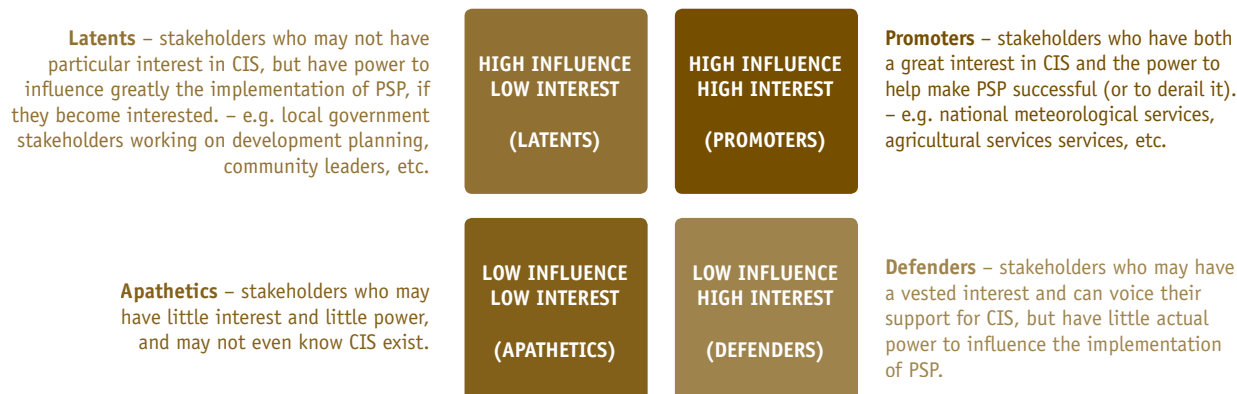 Latents – stakeholders who may not have
particular interest in CIS, but have power to
influence greatly the implementation of PSP, if
they become interested. – e.g. local government
stakeholders working on development planning,
community leaders, etc.
HIGH INFLUENCE
LOW INTEREST
(LATENTS)
HIGH INFLUENCE
HIGH INTEREST
(PROMOTERS)
Promoters – stakeholders who have both
a great interest in CIS and the power to
help make PSP successful (or to derail it).
– e.g. national meteorological services,
agricultural services services, etc.
Apathetics – stakeholders who may
have little interest and little power,
and may not even know CIS exist.
LOW INFLUENCE
LOW INTEREST
(APATHETICS)
LOW INFLUENCE
HIGH INTEREST
(DEFENDERS)
Defenders – stakeholders who may have
a vested interest and can voice their
support for CIS, but have little actual
power to influence the implementation
of PSP.